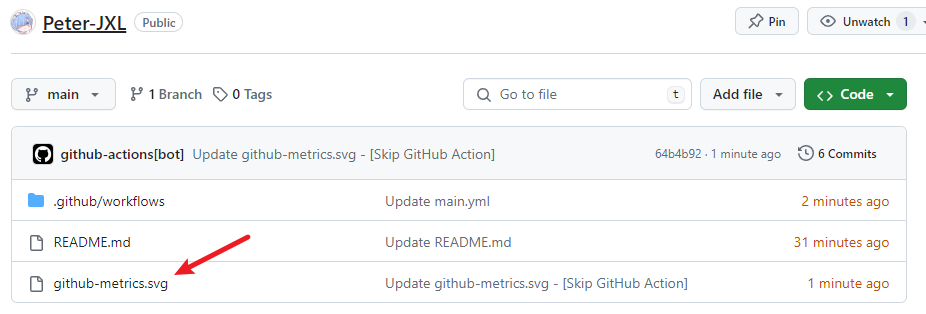 Peter-JXL Public Pin Unwatch 1
main 1 Branch 0 Tags Go to file t Add file Code
github-actions[bot] Update github-metrics.svg - [Skip GitHub Action] 64b4b92 · 1 minute ago 6 Commits
.github/workflows Update main.yml 2 minutes ago
README.md Update README.md 31 minutes ago
github-metrics.svg Update github-metrics.svg - [Skip GitHub Action] 1 minute ago